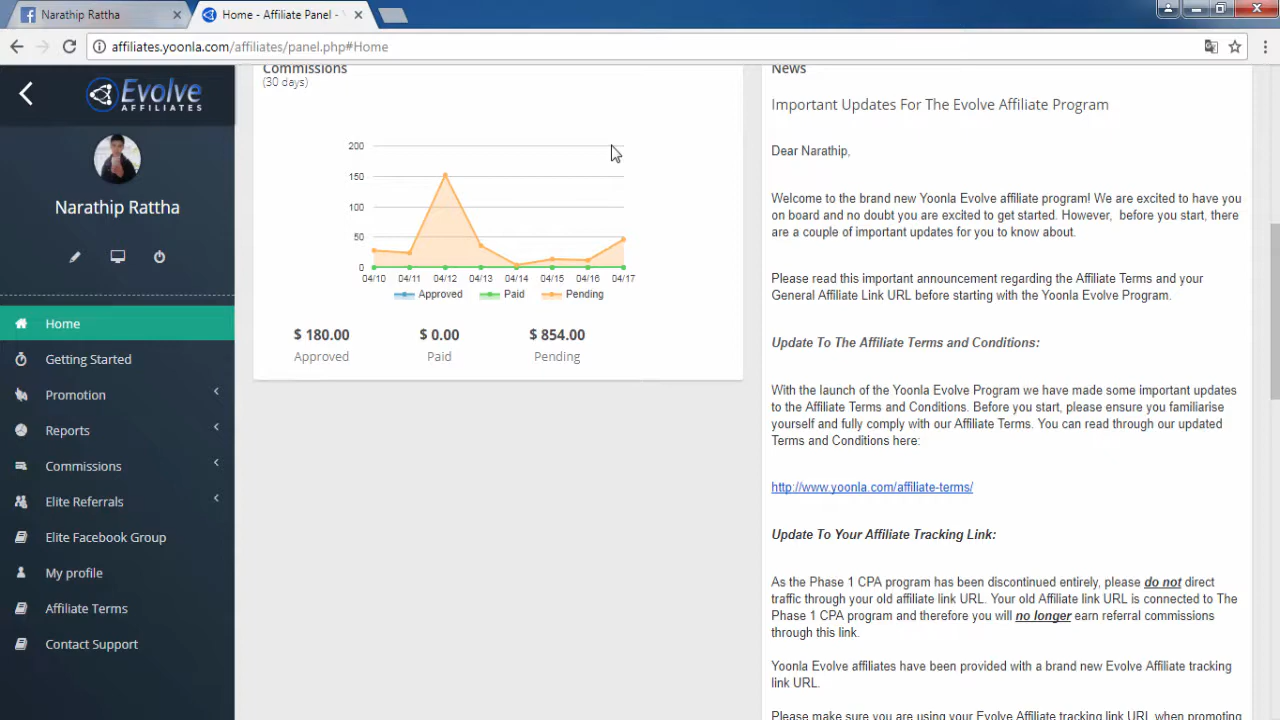 Narathip Rattha
Home - Affiliate Panel -
affiliates.yoonla.com/affiliates/panel.php#Home
Evolve
AFFILIATES
Narathip Rattha
Home
Getting Started
Promotion
Reports
Commissions
Elite Referrals
Elite Facebook Group
My profile
Affiliate Terms
Contact Support
Commissions
(30 days)
200
150
100
50
0
04/10 04/11 04/12 04/13 04/14 04/15 04/16 04/17
Approved Paid Pending
$ 180.00 $ 0.00 $ 854.00
Approved Paid Pending
News
Important Updates For The Evolve Affiliate Program
Dear Narathip,
Welcome to the brand new Yoonla Evolve affiliate program! We are excited to have you
on board and no doubt you are excited to get started. However, before you start, there
are a couple of important updates for you to know about.
Please read this important announcement regarding the Affiliate Terms and your
General Affiliate Link URL before starting with the Yoonla Evolve Program.
Update To The Affiliate Terms and Conditions:
With the launch of the Yoonla Evolve Program we have made some important updates
to the Affiliate Terms and Conditions. Before you start, please ensure you familiarise
yourself and fully comply with our Affiliate Terms. You can read through our updated
Terms and Conditions here:
http://www.yoonla.com/affiliate-terms/
Update To Your Affiliate Tracking Link:
As the Phase 1 CPA program has been discontinued entirely, please do not direct
traffic through your old affiliate link URL. Your old Affiliate link URL is connected to The
Phase 1 CPA program and therefore you will no longer earn referral commissions
through this link.
Yoonla Evolve affiliates have been provided with a brand new Evolve Affiliate tracking
link URL.
Please make sure you are using your Evolve Affiliate tracking link URL when promoting